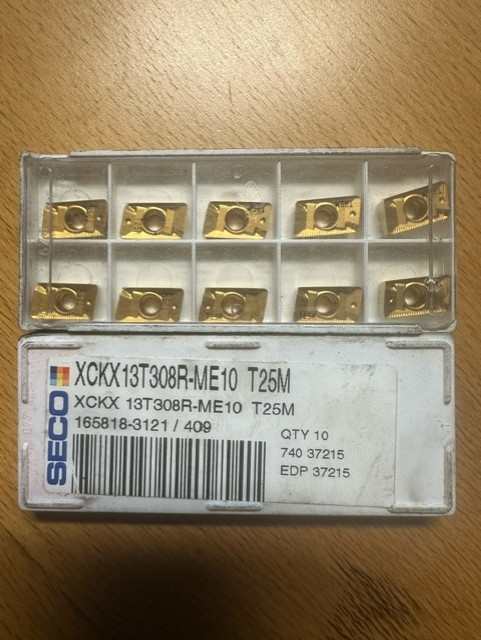 SECO
XCKX13T308R-ME10 T25M
XCKX 13T308R-ME10 T25M
165818-3121 / 409
QTY 10
740 37215
EDP 37215